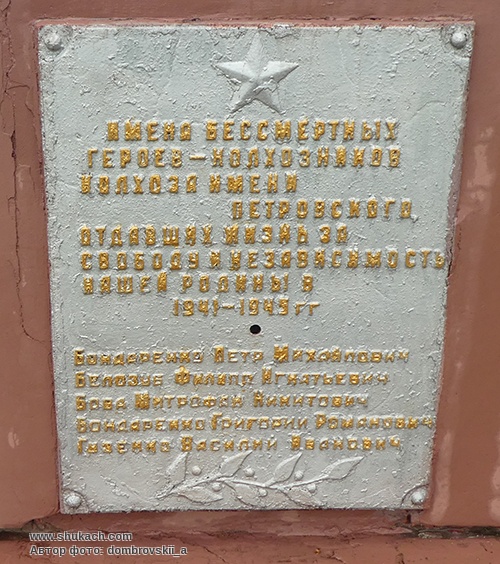 ИМЕНА БЕССМЕРТНЫХ
ГЕРОЕВ — КОЛХОЗНИКОВ
КОЛХОЗА ИМЕНИ
ПЕТРОВСКОГО,
ОТДАВШИХ ЖИЗНЬ ЗА
СВОБОДУ И НЕЗАВИСИМОСТЬ
НАШЕЙ РОДИНЫ В
1941—1945 гг
Бондаренко Петр Михайлович
Белозуб Филипп Игнатьевич
Бова Митрофан Никитович
Бондаренко Григорий Романович
Гузенко Василий Иванович
www.shukach.com
Автор фото: dombrovskii_a